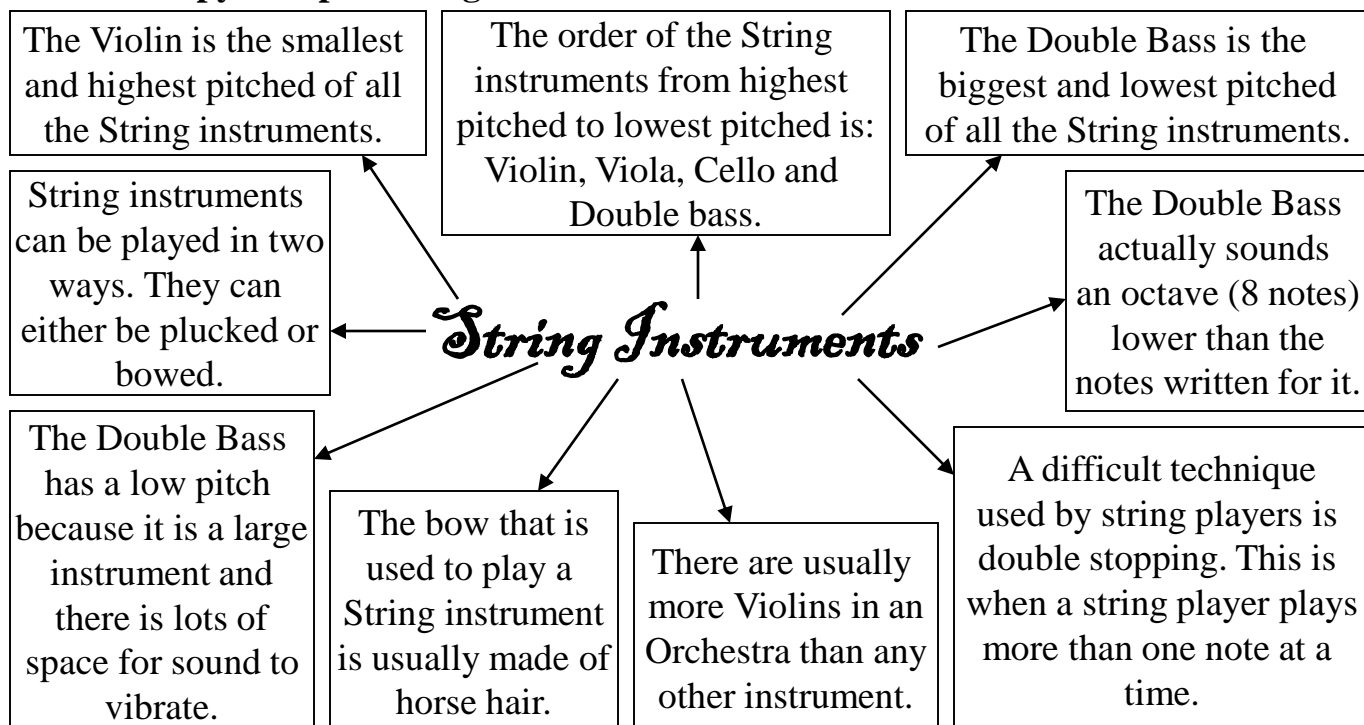 The Violin is the smallest
and highest pitched of all
the String instruments.
The order of the String
instruments from highest
pitched to lowest pitched is:
Violin, Viola, Cello and
Double bass.
The Double Bass is the
biggest and lowest pitched
of all the String instruments.
String instruments
can be played in two
ways. They can
either be plucked or
bowed.
String Instruments
The Double Bass
actually sounds
an octave (8 notes)
lower than the
notes written for it.
The Double Bass
has a low pitch
because it is a large
instrument and
there is lots of
space for sound to
vibrate.
The bow that is
used to play a
String instrument
is usually made of
horse hair.
There are usually
more Violins in an
Orchestra than any
other instrument.
A difficult technique
used by string players is
double stopping. This is
when a string player plays
more than one note at a
time.